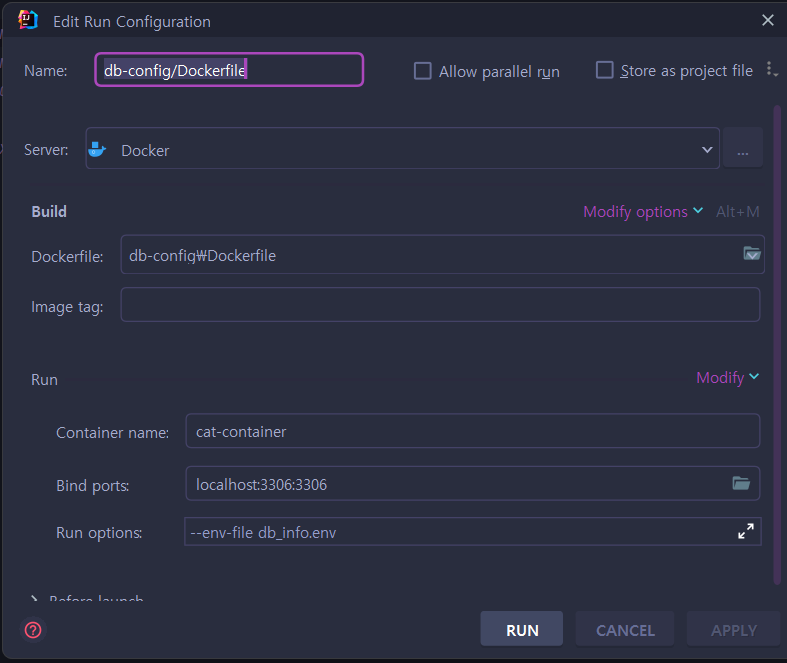 Edit Run Configuration
Name: db-config/Dockerfile Allow parallel run Store as project file
Server: Docker ...
Build Modify options Alt+M
Dockerfile: db-config₩Dockerfile
Image tag:
Run Modify
Container name: cat-container
Bind ports: localhost:3306:3306
Run options: --env-file db_info.env
Before launch
? RUN CANCEL APPLY